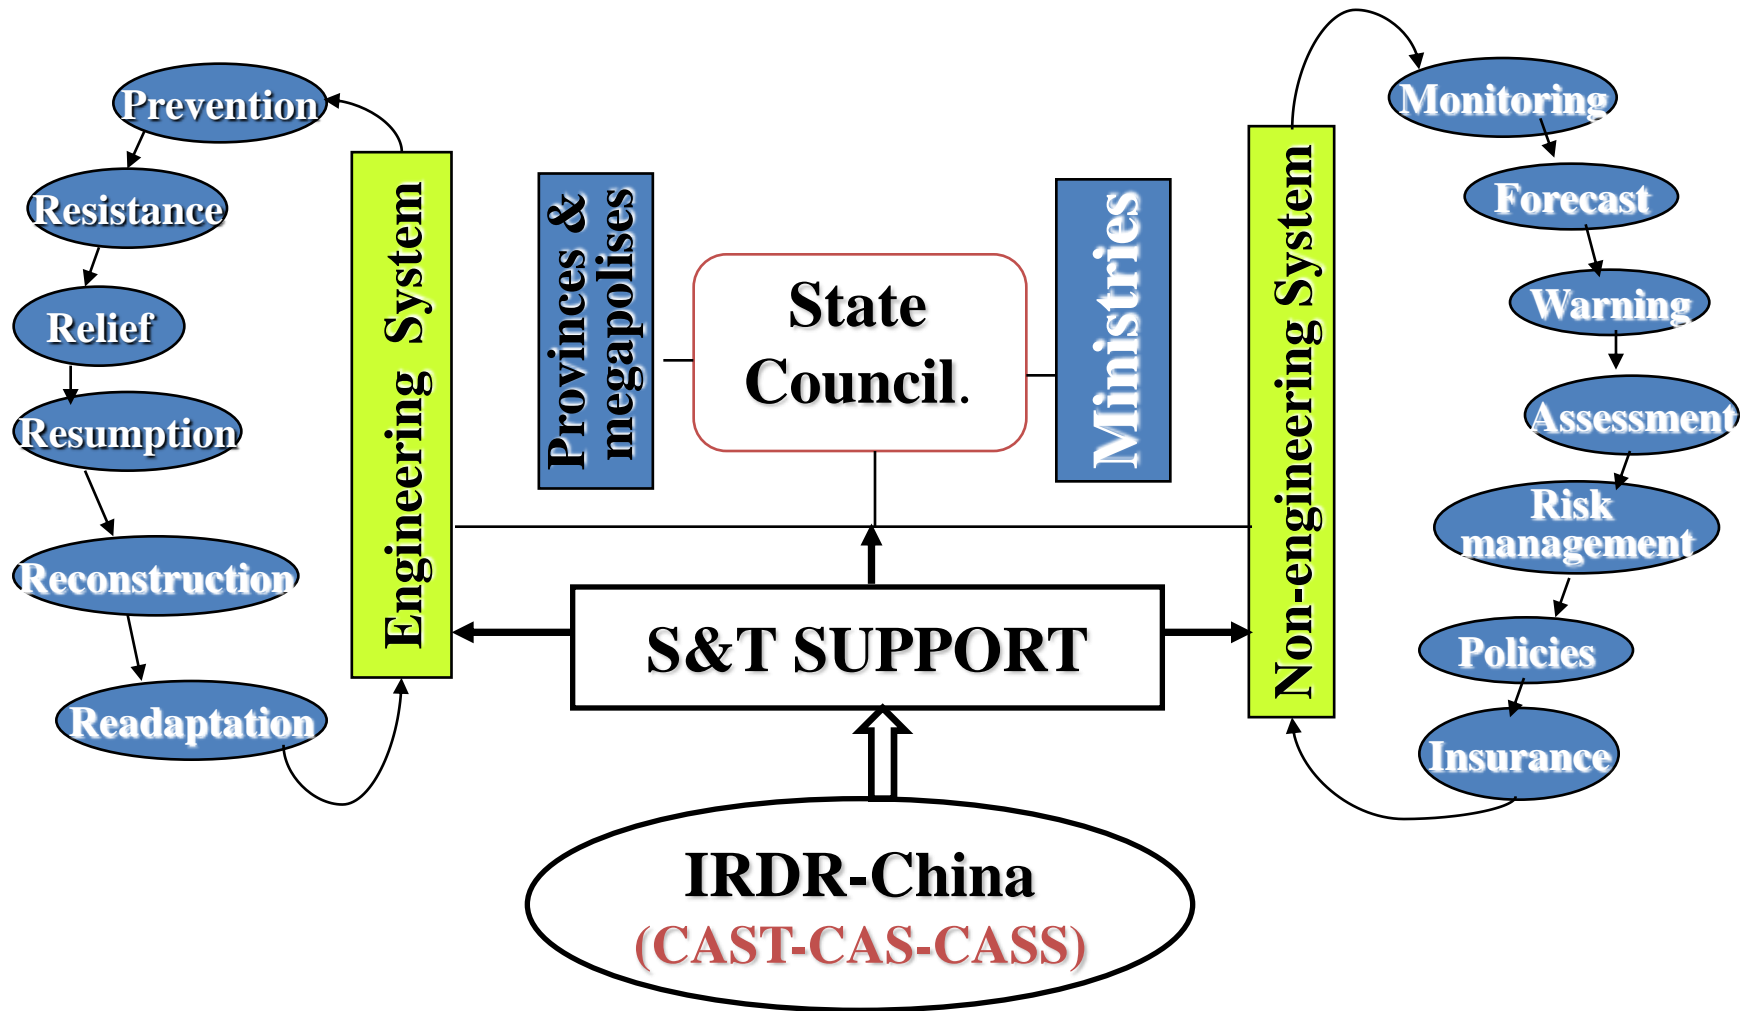 Prevention
Resistance
Relief
Resumption
Reconstruction
Readaptation
Engineering System
Provinces &
megapolises
State
Council.
Ministries
Non-engineering System
Monitoring
Forecast
Warning
Assessment
Risk
management
Policies
Insurance
S&T SUPPORT
IRDR-China
(CAST-CAS-CASS)